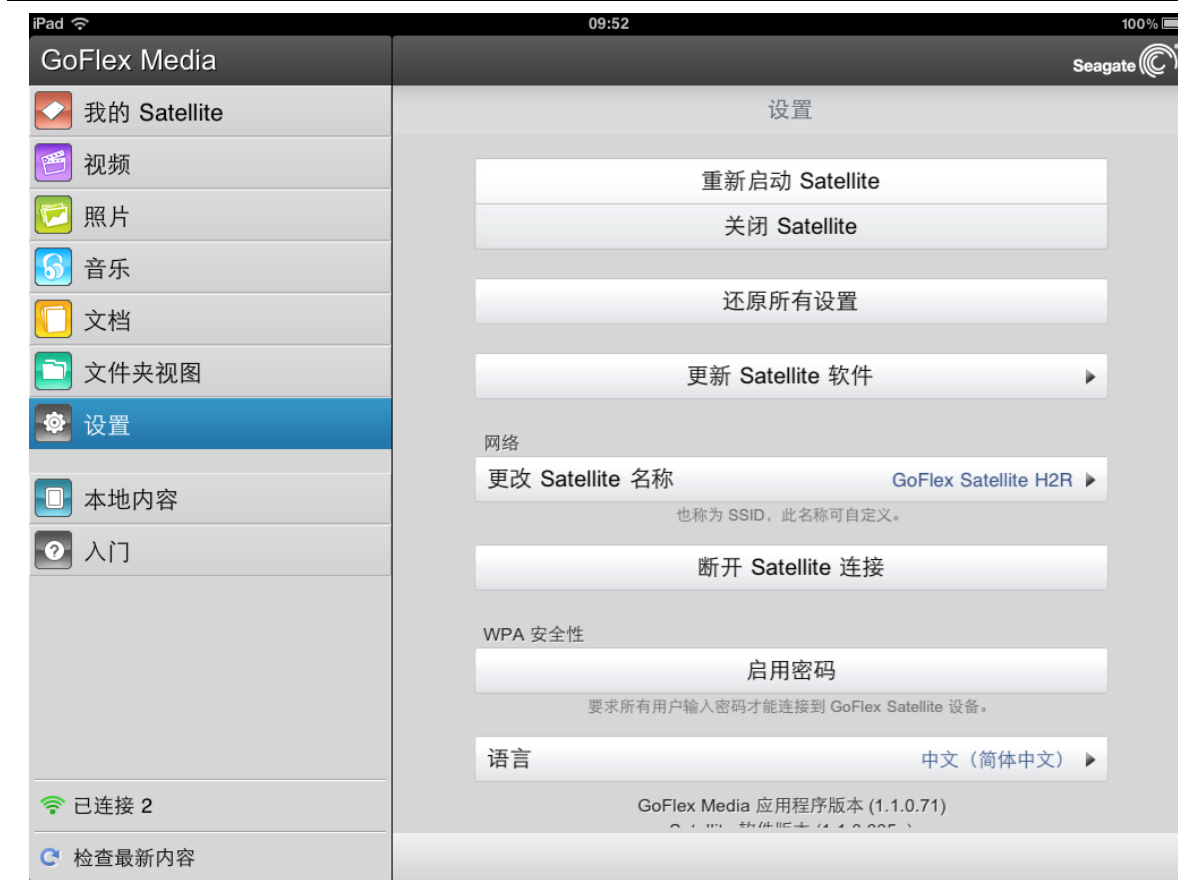 iPad
09:52
100%
GoFlex Media
Seagate
我的 Satellite
视频
照片
音乐
文档
文件夹视图
设置
本地内容
入门
已连接 2
检查最新内容
设置
重新启动 Satellite
关闭 Satellite
还原所有设置
更新 Satellite 软件
网络
更改 Satellite 名称 GoFlex Satellite H2R
也称为 SSID，此名称可自定义。
断开 Satellite 连接
WPA 安全性
启用密码
要求所有用户输入密码才能连接到 GoFlex Satellite 设备。
语言 中文（简体中文）
GoFlex Media 应用程序版本 (1.1.0.71)
Satellite 软件版本